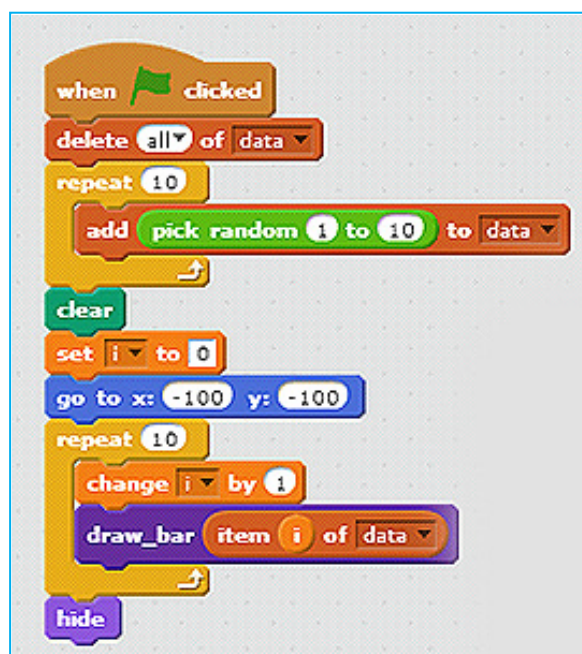 when clicked
delete all of data
repeat 10
add pick random 1 to 10 to data
clear
set i to 0
go to x: -100 y: -100
repeat 10
change i by 1
draw_bar item i of data
hide